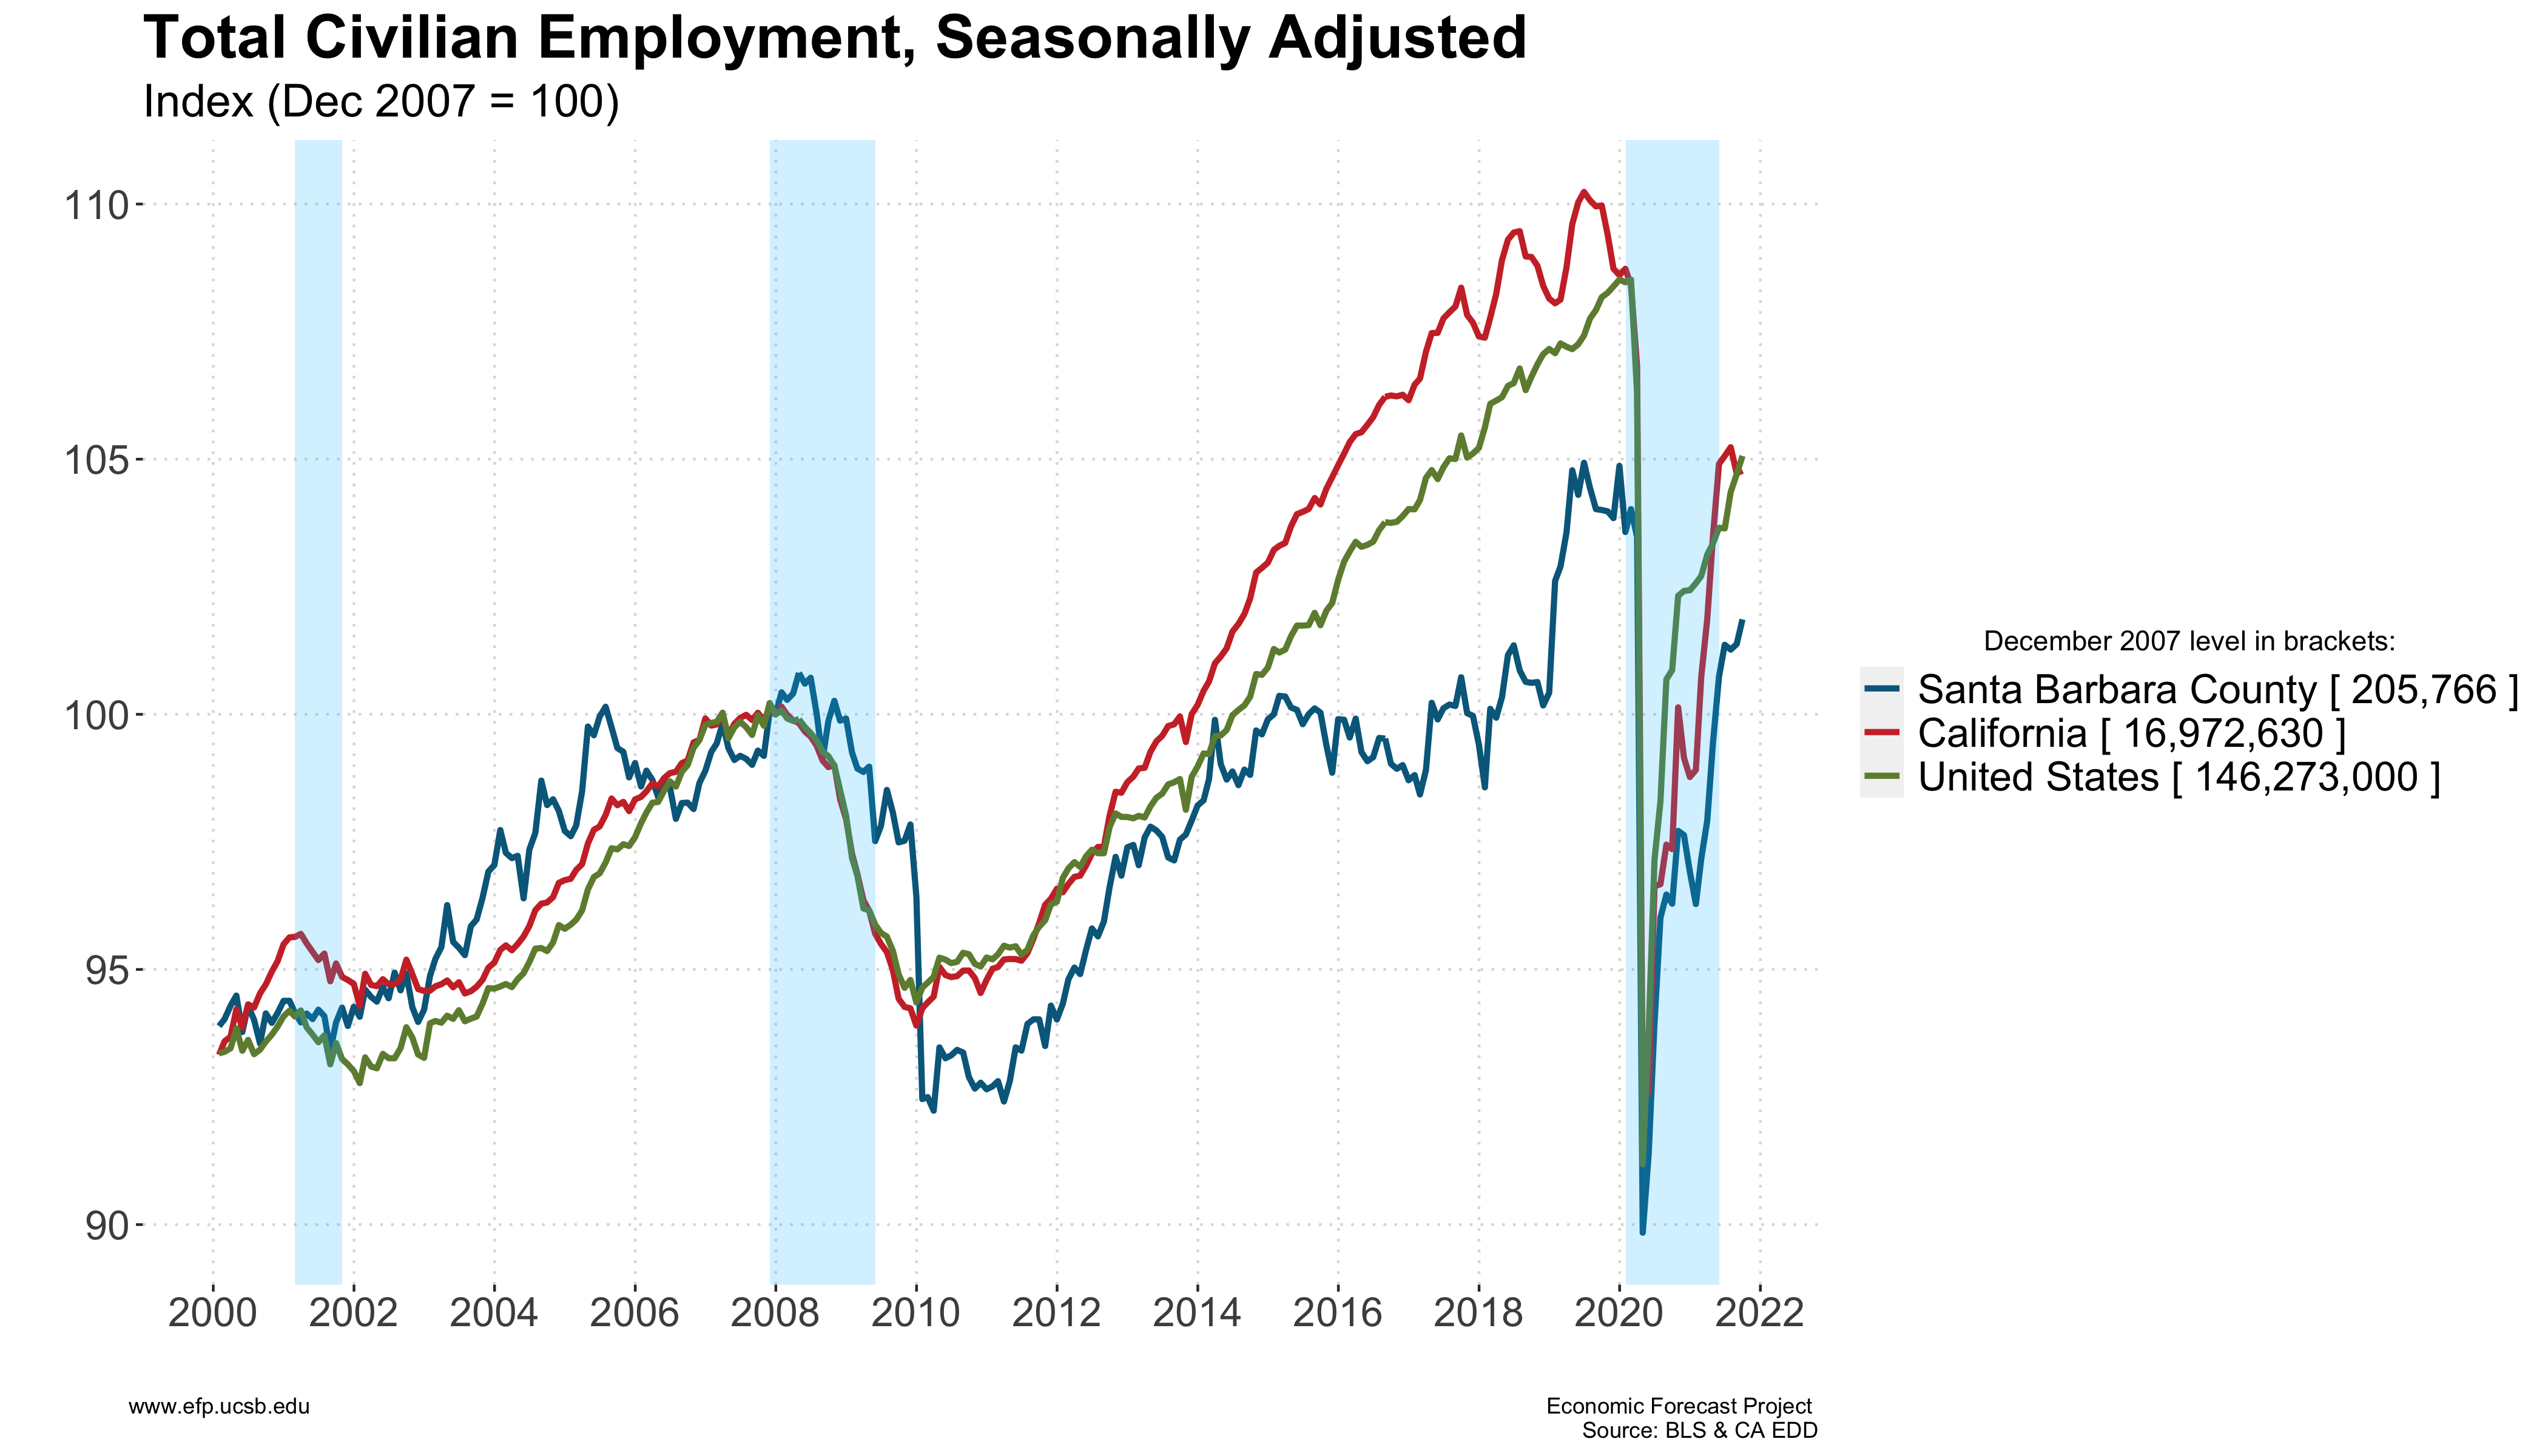 Total Civilian Employment, Seasonally Adjusted
Index (Dec 2007 = 100)
110
105
100
95
90
2000 2002 2004 2006 2008 2010 2012 2014 2016 2018 2020 2022
December 2007 level in brackets:
Santa Barbara County [ 205,766 ]
California [ 16,972,630 ]
United States [ 146,273,000 ]
www.efp.ucsb.edu
Economic Forecast Project
Source: BLS & CA EDD